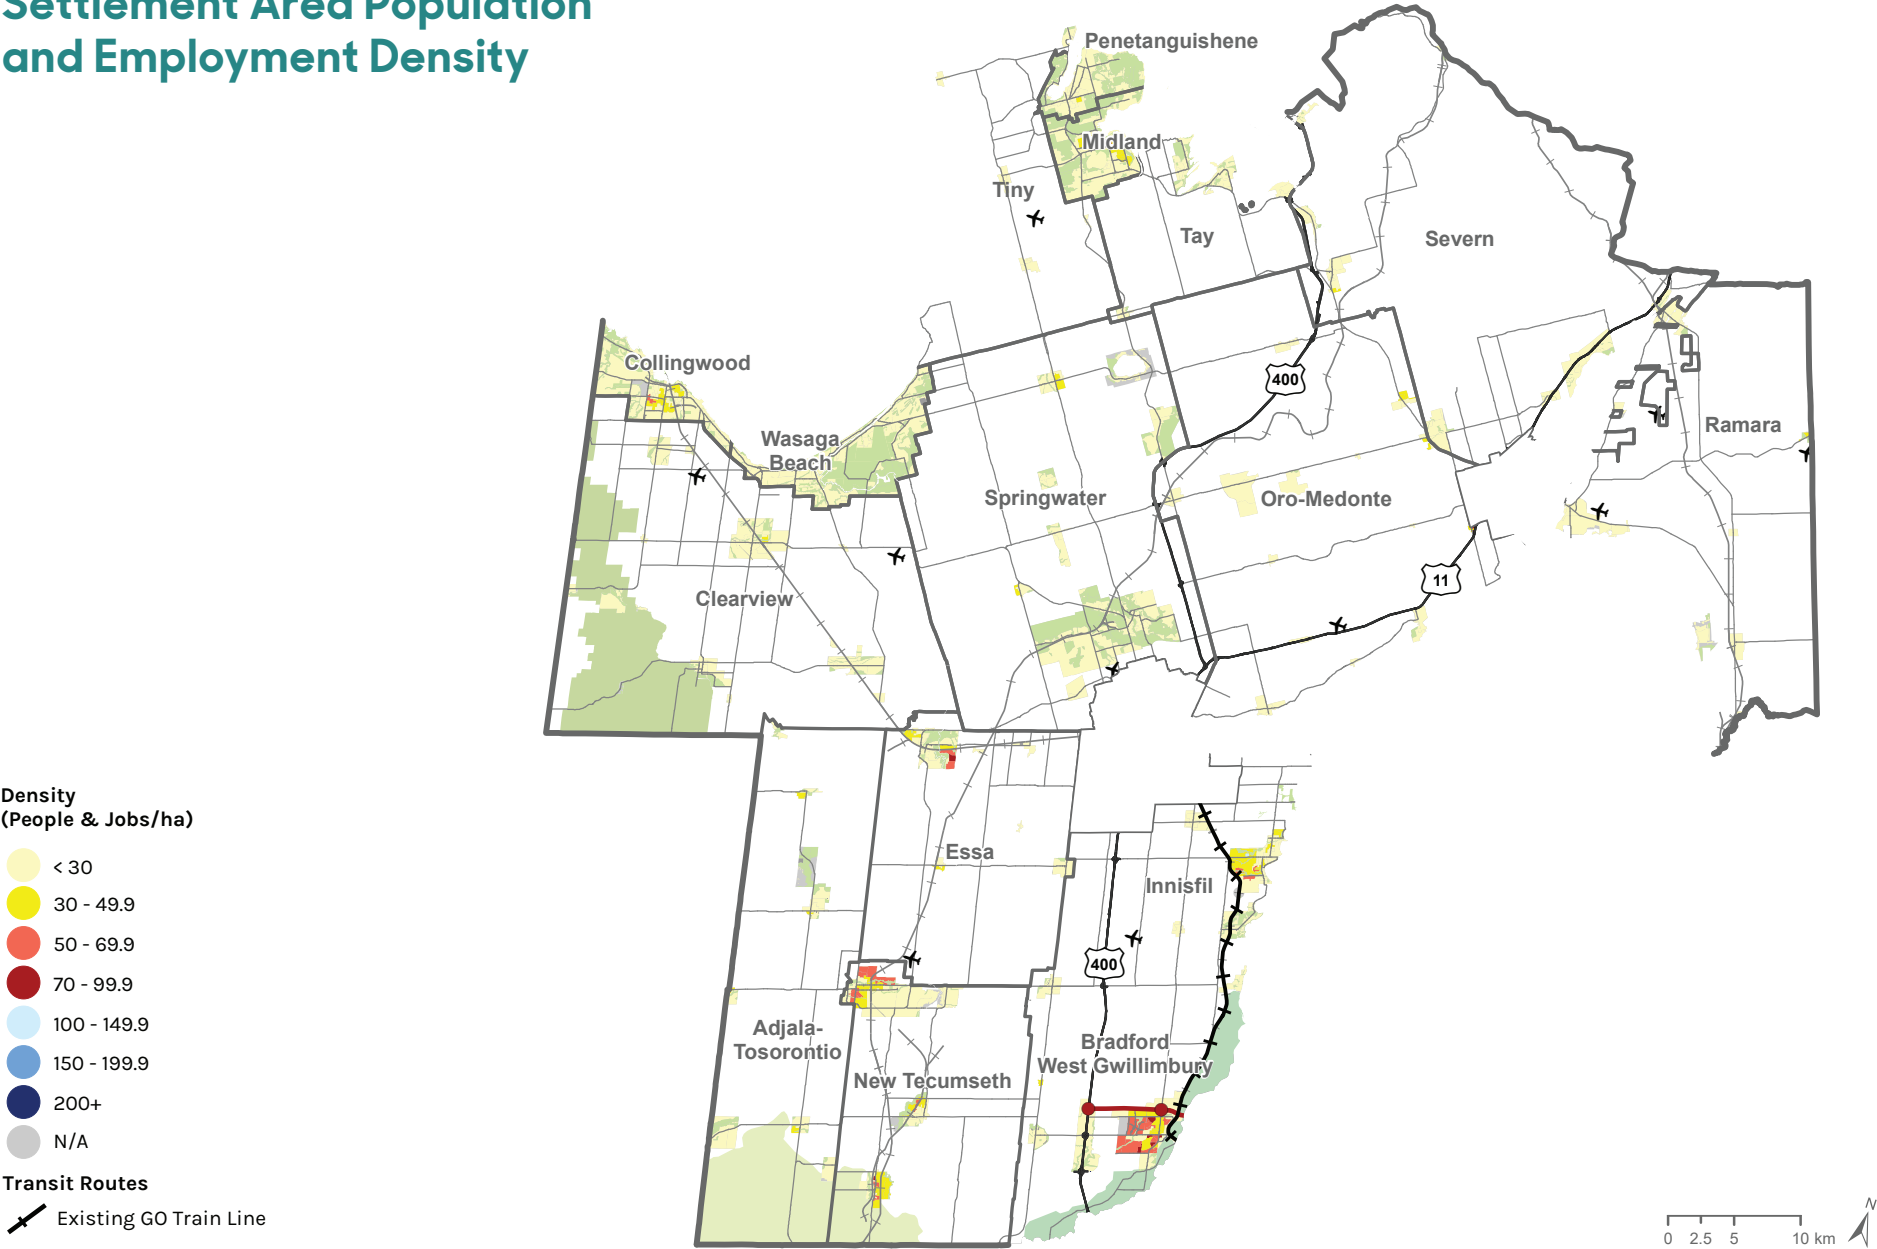 Settlement Area Population
and Employment Density
Penetanguishene
Midland
Tiny
Tay
Severn
Collingwood
Wasaga
Beach
400
Ramara
Springwater
Oro-Medonte
11
Clearview
Essa
Innisfil
400
Adjala-
Tosorontio
Bradford
West Gwillimbury
New Tecumseth
Density
(People & Jobs/ha)
< 30
30 - 49.9
50 - 69.9
70 - 99.9
100 - 149.9
150 - 199.9
200+
N/A
Transit Routes
Existing GO Train Line
N
0 2.5 5 10 km